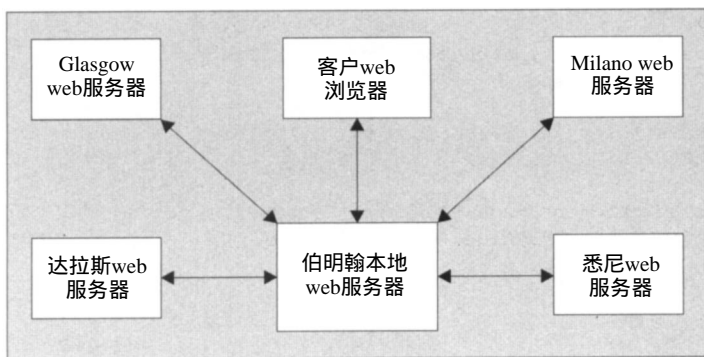 Glasgow
web服务器
客户web
浏览器
Milano web
服务器
达拉斯web
服务器
伯明翰本地
web服务器
悉尼web
服务器